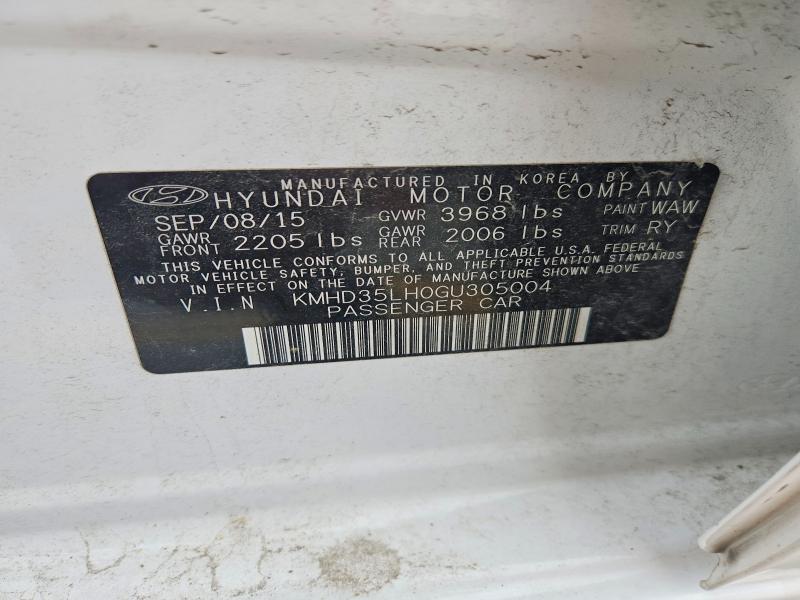 MANUFACTURED IN KOREA BY
HYUNDAI MOTOR COMPANY
SEP/08/15 GVWR 3968 lbs PAINT WAW
GAWR FRONT 2205 lbs GAWR REAR 2006 lbs TRIM RY
THIS VEHICLE CONFORMS TO ALL APPLICABLE U.S.A. FEDERAL
MOTOR VEHICLE SAFETY, BUMPER, AND THEFT PREVENTION STANDARDS
IN EFFECT ON THE DATE OF MANUFACTURE SHOWN ABOVE
V.I.N KMHD35LH0GU305004
PASSENGER CAR